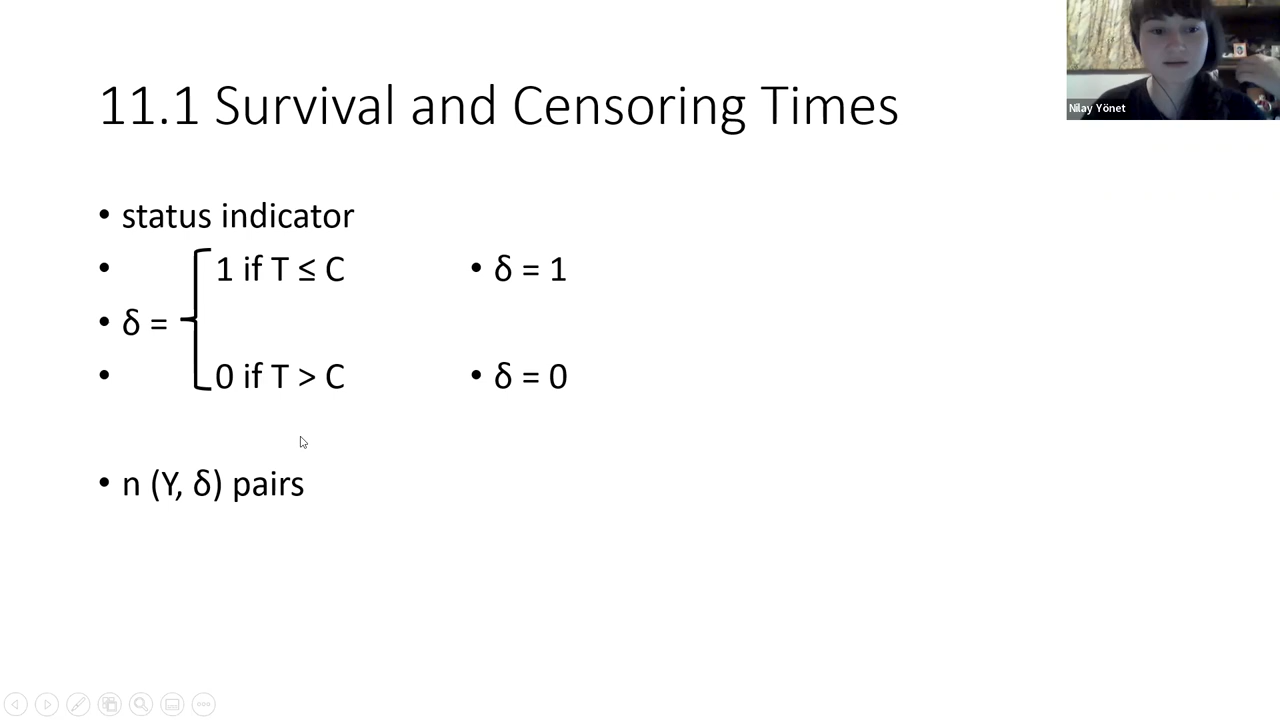 11.1 Survival and Censoring Times
Nilay Yönet
• status indicator
• 1 if T ≤ C
• δ = 1
• δ =
• 0 if T > C
• δ = 0
• n (Y, δ) pairs